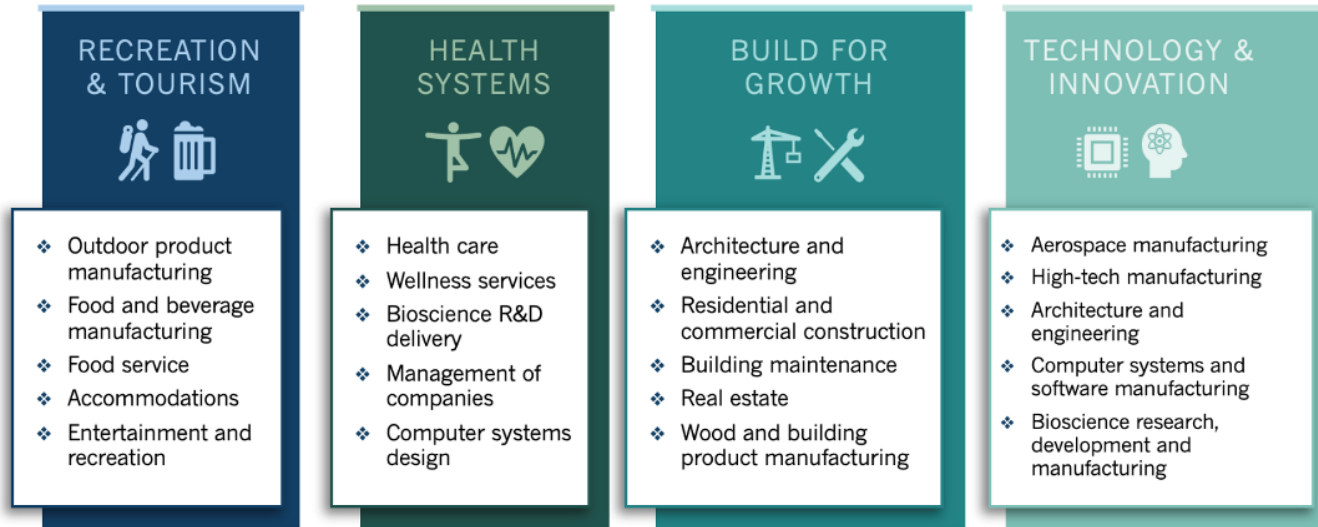 RECREATION
& TOURISM
❖ Outdoor product
manufacturing
❖ Food and beverage
manufacturing
❖ Food service
❖ Accommodations
❖ Entertainment and
recreation
HEALTH
SYSTEMS
❖ Health care
❖ Wellness services
❖ Bioscience R&D
delivery
❖ Management of
companies
❖ Computer systems
design
BUILD FOR
GROWTH
❖ Architecture and
engineering
❖ Residential and
commercial construction
❖ Building maintenance
❖ Real estate
❖ Wood and building
product manufacturing
TECHNOLOGY &
INNOVATION
❖ Aerospace manufacturing
❖ High-tech manufacturing
❖ Architecture and
engineering
❖ Computer systems and
software manufacturing
❖ Bioscience research,
development and
manufacturing